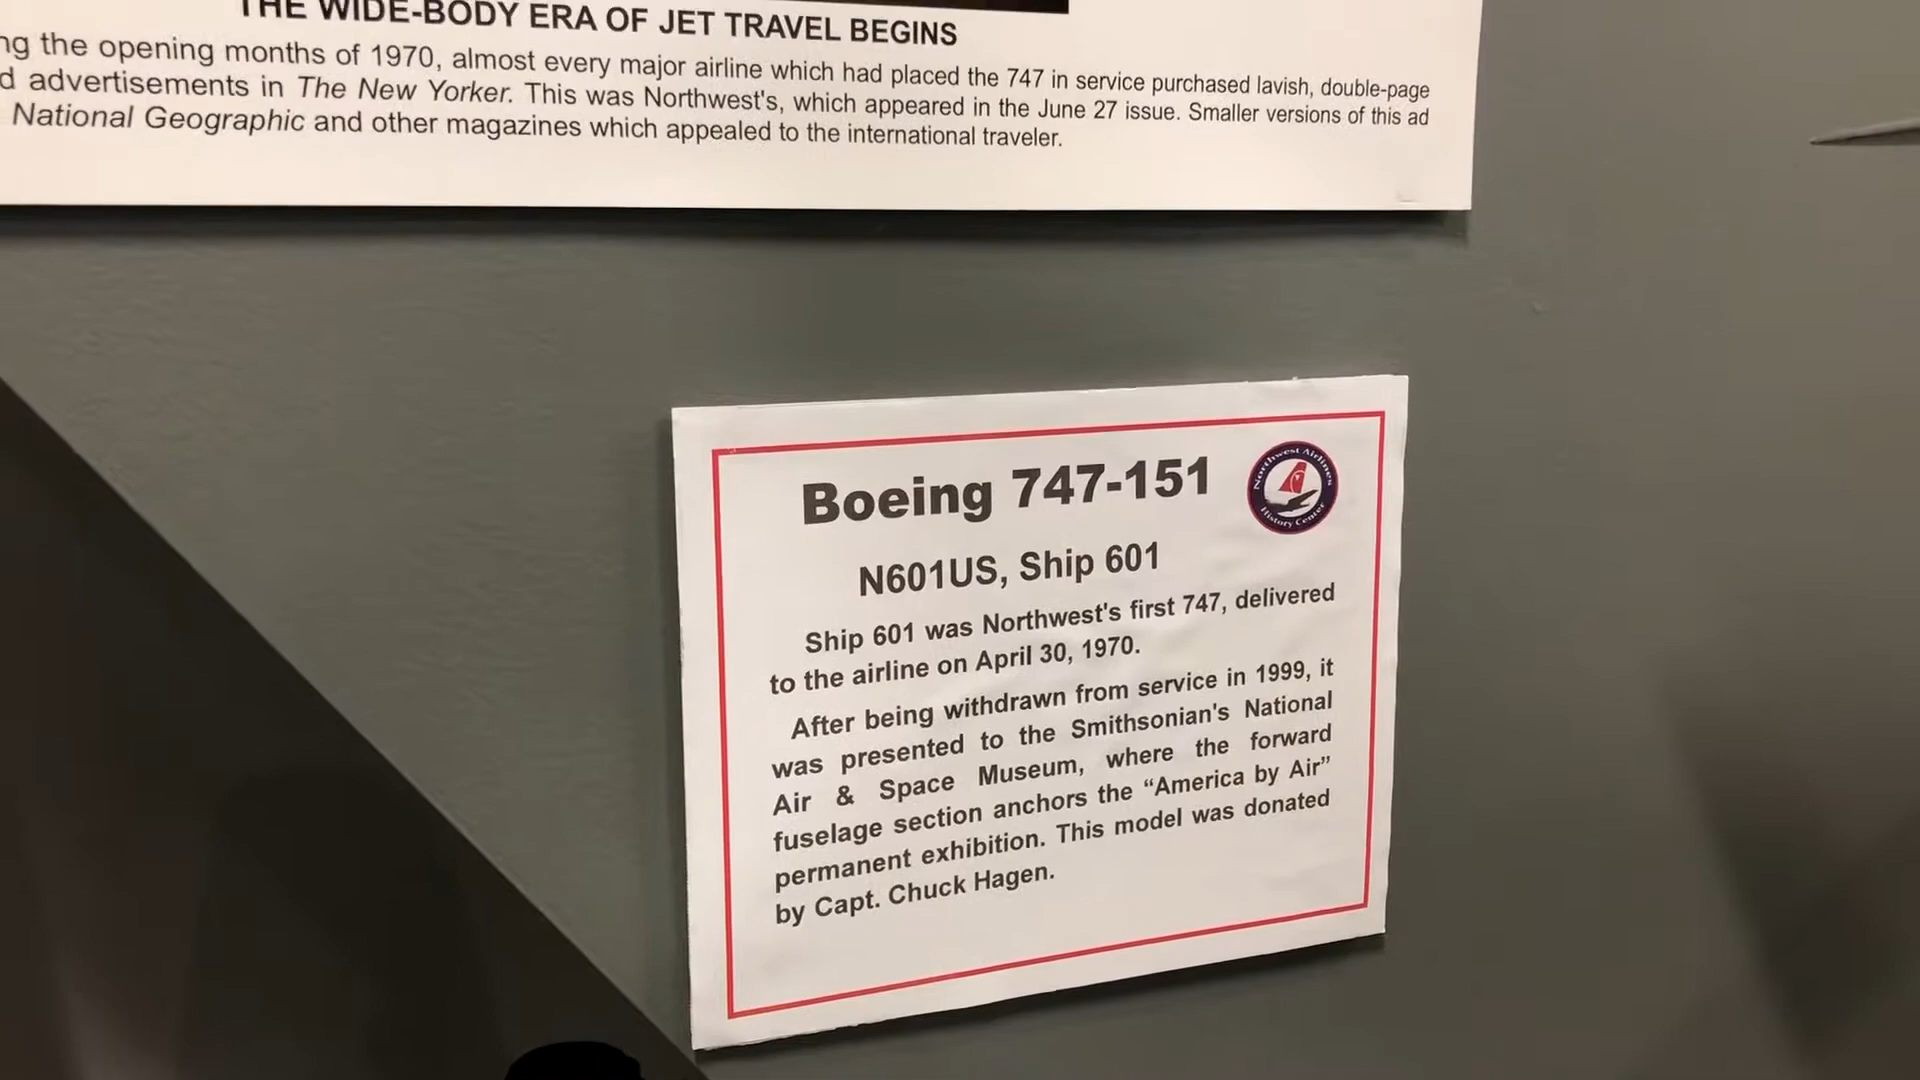 THE WIDE-BODY ERA OF JET TRAVEL BEGINS
the opening months of 1970, almost every major airline which had placed the 747 in service purchased lavish, double-page
advertisements in The New Yorker. This was Northwest's, which appeared in the June 27 issue. Smaller versions of this ad
National Geographic and other magazines which appealed to the international traveler.
Boeing 747-151
Northwest Airlines
History Center
N601US, Ship 601
Ship 601 was Northwest's first 747, delivered
to the airline on April 30, 1970.
After being withdrawn from service in 1999, it
was presented to the Smithsonian's National
Air & Space Museum, where the forward
fuselage section anchors the “America by Air”
permanent exhibition. This model was donated
by Capt. Chuck Hagen.